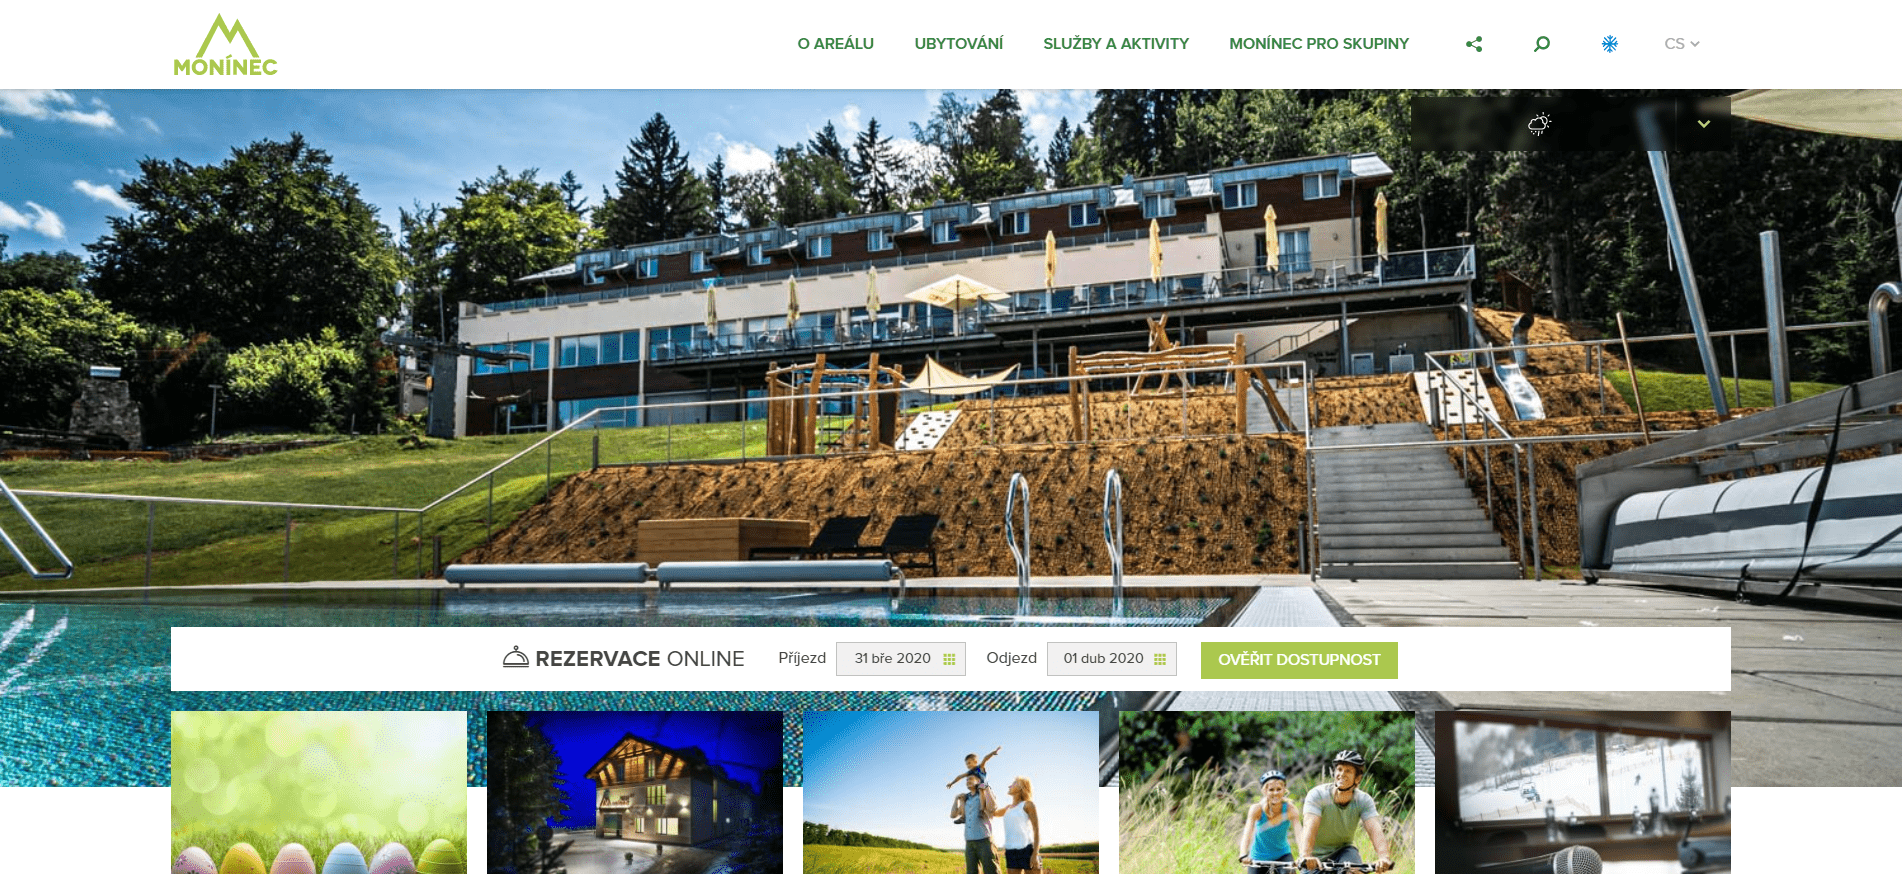 MONÍNEC
O AREÁLU
UBYTOVÁNÍ
SLUŽBY A AKTIVITY
MONÍNEC PRO SKUPINY
CS
REZERVACE ONLINE
Příjezd
31 bře 2020
Odjezd
01 dub 2020
OVĚŘIT DOSTUPNOST